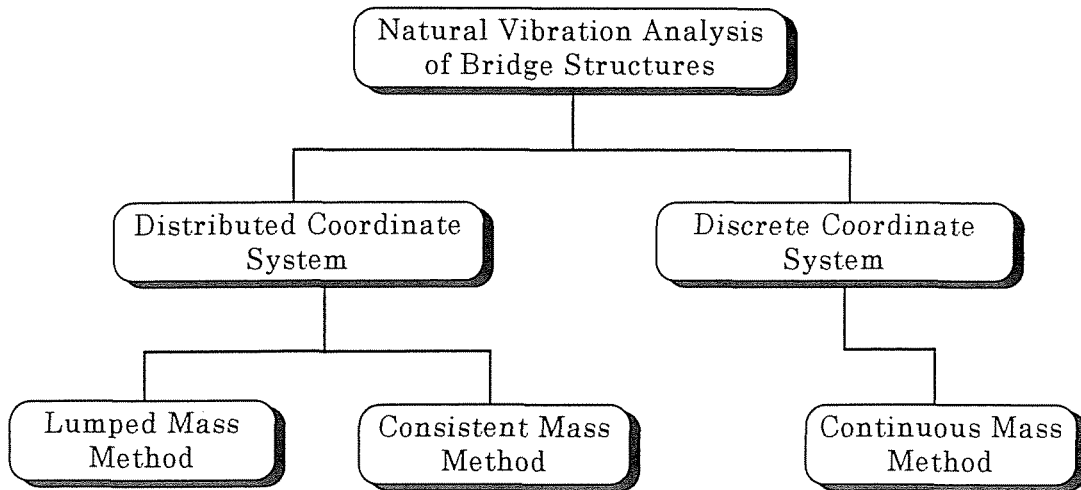 Natural Vibration Analysis
of Bridge Structures
Distributed Coordinate
System
Discrete Coordinate
System
Lumped Mass
Method
Consistent Mass
Method
Continuous Mass
Method